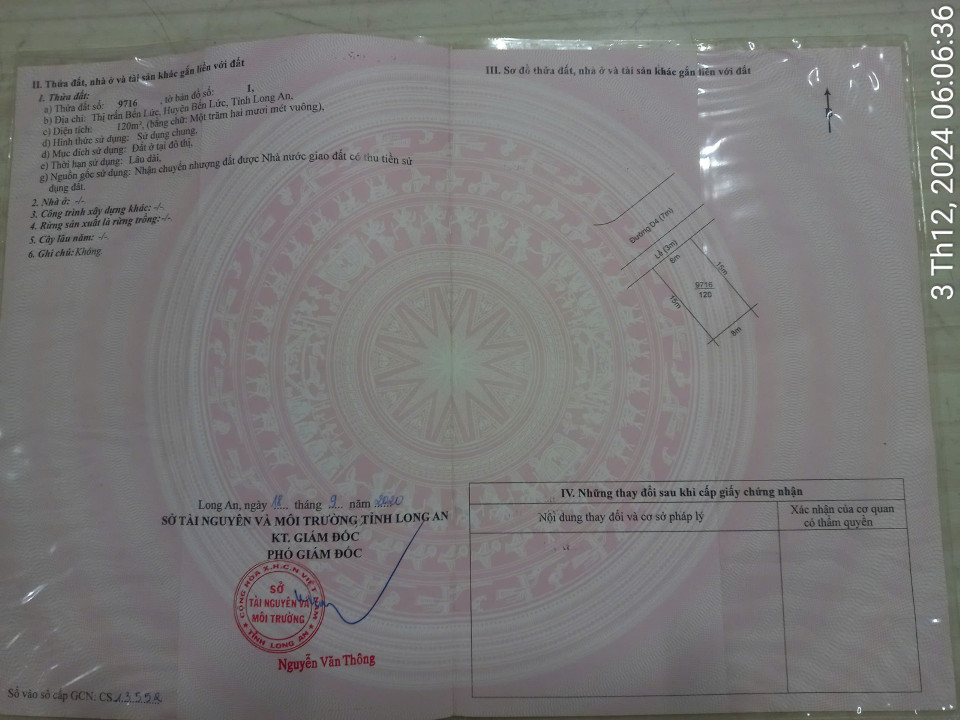 II. Thửa đất, nhà ở và tài sản khác gắn liền với đất
1. Thửa đất:
a) Thửa đất số: 9716 , tờ bản đồ số: 1,
b) Địa chỉ: Thị trấn Bến Lức, Huyện Bến Lức, Tỉnh Long An,
c) Diện tích: 120m², (bằng chữ: Một trăm hai mươi mét vuông),
d) Hình thức sử dụng: Sử dụng chung,
đ) Mục đích sử dụng: Đất ở tại đô thị,
e) Thời hạn sử dụng: Lâu dài,
g) Nguồn gốc sử dụng: Nhận chuyển nhượng đất được Nhà nước giao đất có thu tiền sử
dụng đất.
2. Nhà ở: -/-
3. Công trình xây dựng khác: -/-
4. Rừng sản xuất là rừng trồng: -/-
5. Cây lâu năm: -/-
6. Ghi chú: Không.
Long An, ngày 18 tháng 9 năm 2020
SỞ TÀI NGUYÊN VÀ MÔI TRƯỜNG TỈNH LONG AN
KT. GIÁM ĐỐC
PHÓ GIÁM ĐỐC
CỘNG HÒA X.H.C.N VIỆT NAM
SỞ
TÀI NGUYÊN VÀ
MÔI TRƯỜNG
TỈNH LONG AN
Nguyễn Văn Thông
Số vào sổ cấp GCN: CS 13558
III. Sơ đồ thửa đất, nhà ở và tài sản khác gắn liền với đất
Đường D4 (7m)
Lề (3m)
8m
15m
9716
120
15m
8m
IV. Những thay đổi sau khi cấp giấy chứng nhận
Nội dung thay đổi và cơ sở pháp lý
Xác nhận của cơ quan
có thẩm quyền
3 Th12, 2024 06:06:36